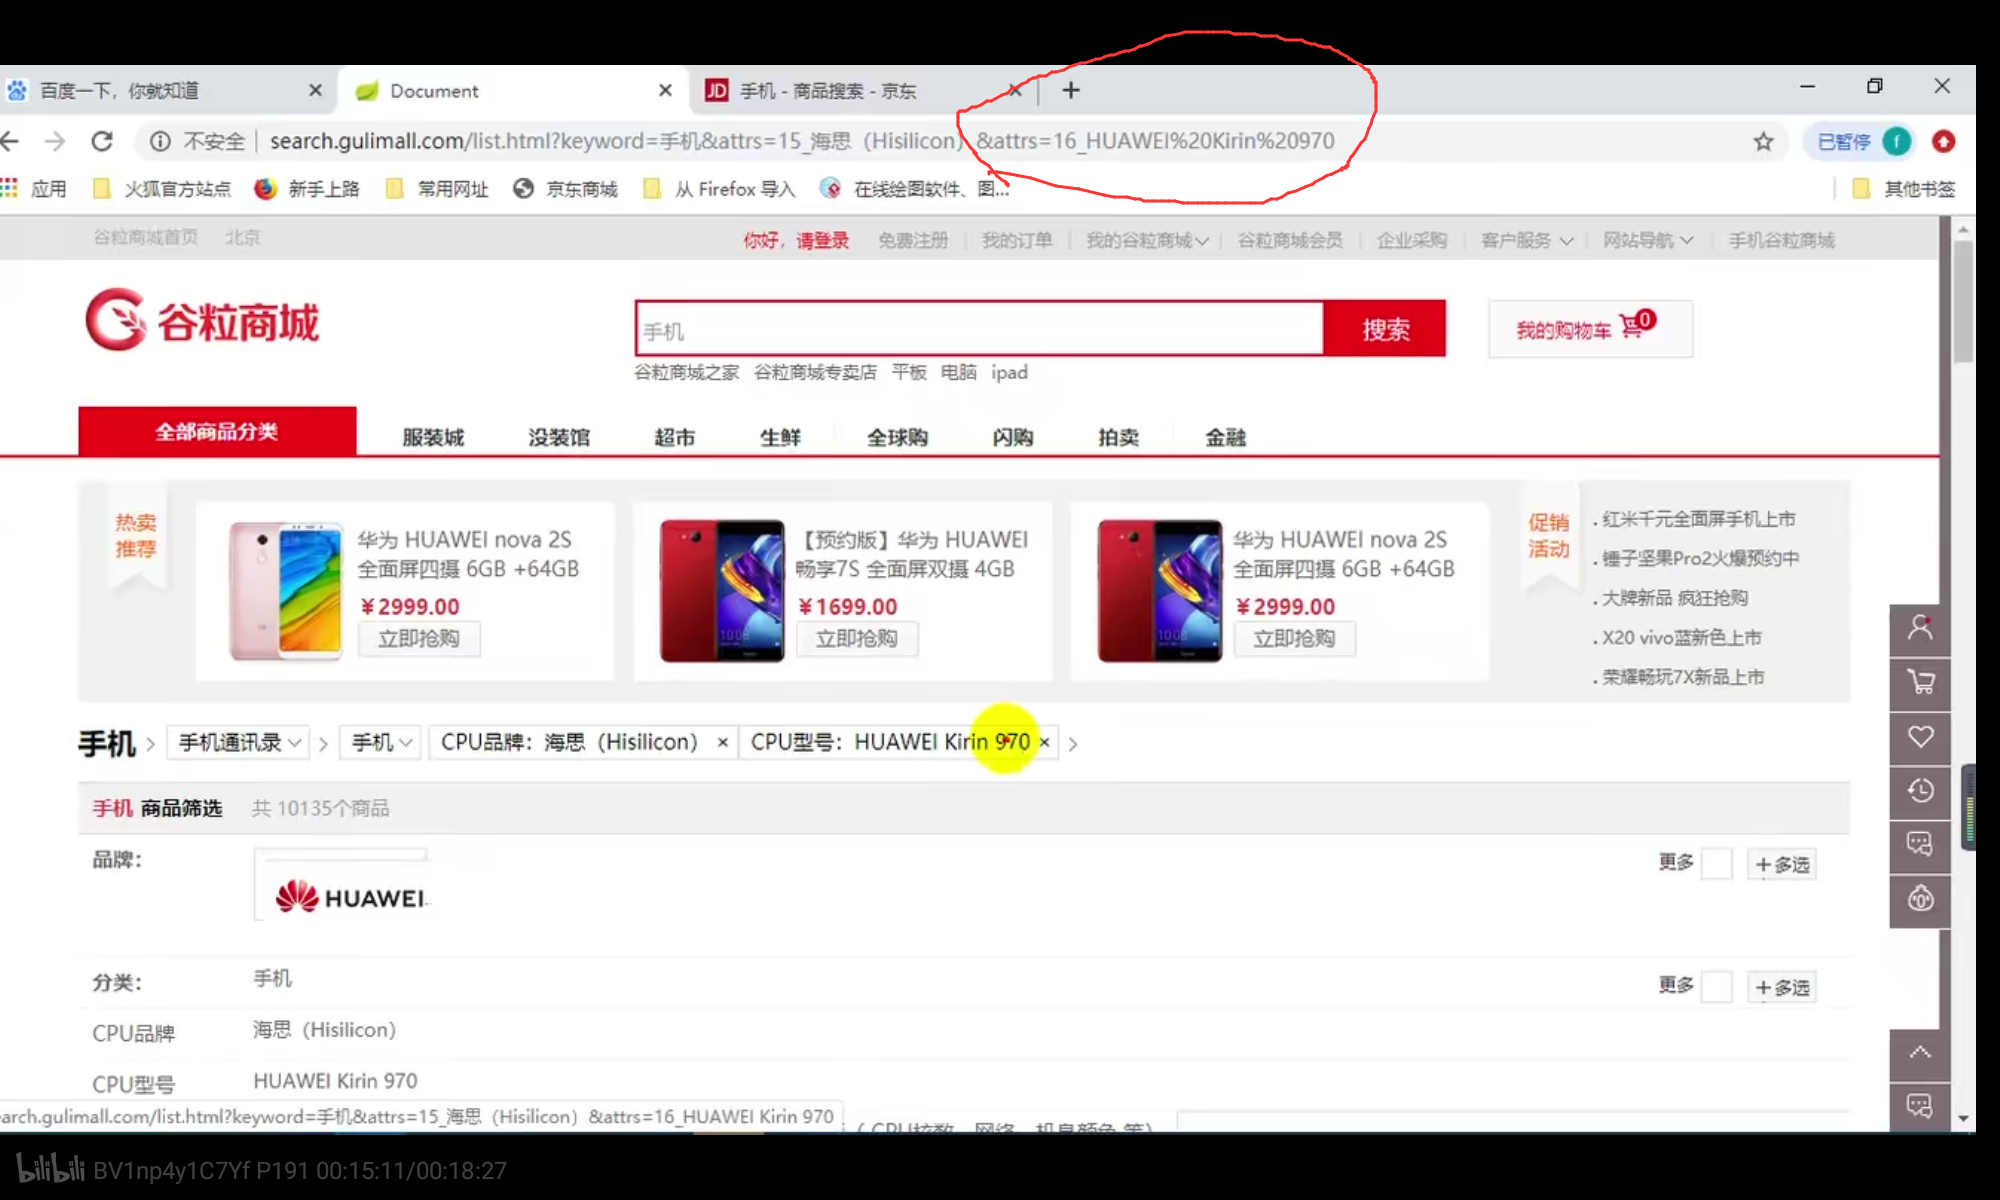 百度一下，你就知道
Document
手机 - 商品搜索 - 京东
不安全
search.gulimall.com/list.html?keyword=手机&attrs=15_海思（Hisilicon）&attrs=16_HUAWEI%20Kirin%20970
已暂停 f
应用 火狐官方站点 新手上路 常用网址 京东商城 从 Firefox 导入 在线绘图软件、图... 其他书签
谷粒商城首页 北京 你好，请登录 免费注册 我的订单 我的谷粒商城 谷粒商城会员 企业采购 客户服务 网站导航 手机谷粒商城
谷粒商城
手机
搜索
我的购物车 0
谷粒商城之家 谷粒商城专卖店 平板 电脑 ipad
全部商品分类 服装城 没装馆 超市 生鲜 全球购 闪购 拍卖 金融
热卖
推荐
华为 HUAWEI nova 2S
全面屏四摄 6GB +64GB
¥2999.00
立即抢购
【预约版】华为 HUAWEI
畅享7S 全面屏双摄 4GB
¥1699.00
立即抢购
华为 HUAWEI nova 2S
全面屏四摄 6GB +64GB
¥2999.00
立即抢购
促销
活动
. 红米千元全面屏手机上市
. 锤子坚果Pro2火爆预约中
. 大牌新品 疯狂抢购
. X20 vivo蓝新色上市
. 荣耀畅玩7X新品上市
手机 > 手机通讯录 > 手机 CPU品牌：海思（Hisilicon） × CPU型号：HUAWEI Kirin 970 × >
手机 商品筛选 共 10135个商品
品牌：
HUAWEI
更多 +多选
分类： 手机 更多 +多选
CPU品牌 海思（Hisilicon）
CPU型号 HUAWEI Kirin 970
earch.gulimall.com/list.html?keyword=手机&attrs=15_海思（Hisilicon）&attrs=16_HUAWEI Kirin 970
bilibili BV1np4y1C7Yf P191 00:15:11/00:18:27